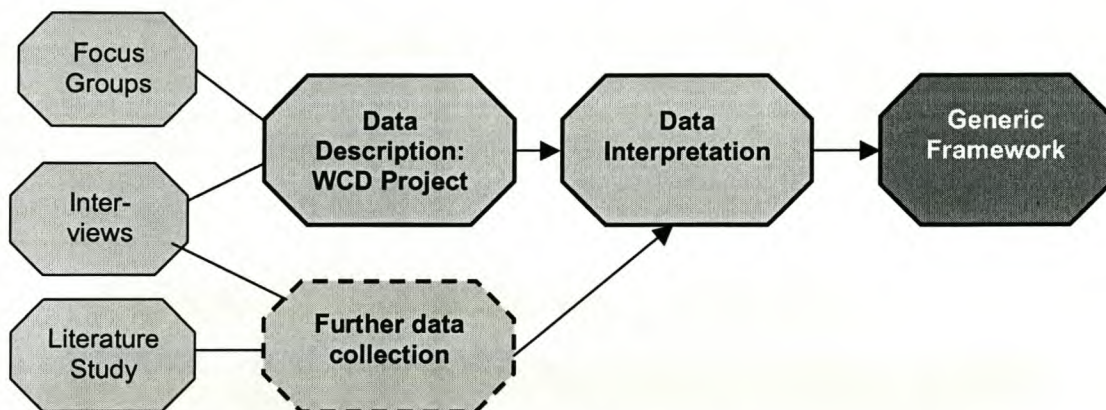 Focus
Groups
Inter-
views
Literature
Study
Data
Description:
WCD Project
Further data
collection
Data
Interpretation
Generic
Framework